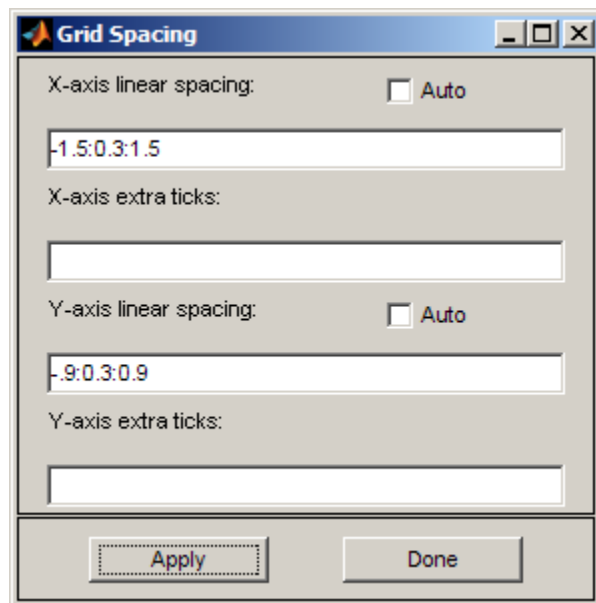 Grid Spacing
X-axis linear spacing:
Auto
-1.5:0.3:1.5
X-axis extra ticks:
Y-axis linear spacing:
Auto
-.9:0.3:0.9
Y-axis extra ticks:
Apply
Done